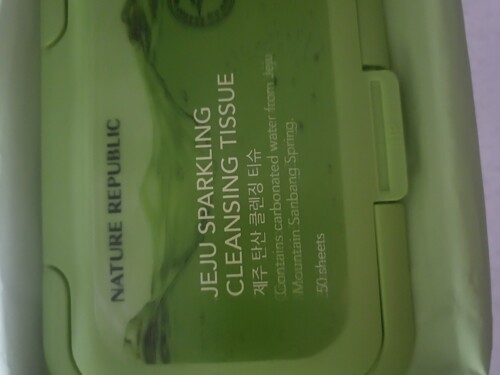 NATURE REPUBLIC
JEJU SPARKLING
CLEANSING TISSUE
제주 탄산 클렌징 티슈
Contains carbonated water from Jeju
Mountain Sanbang Spring.
50 sheets